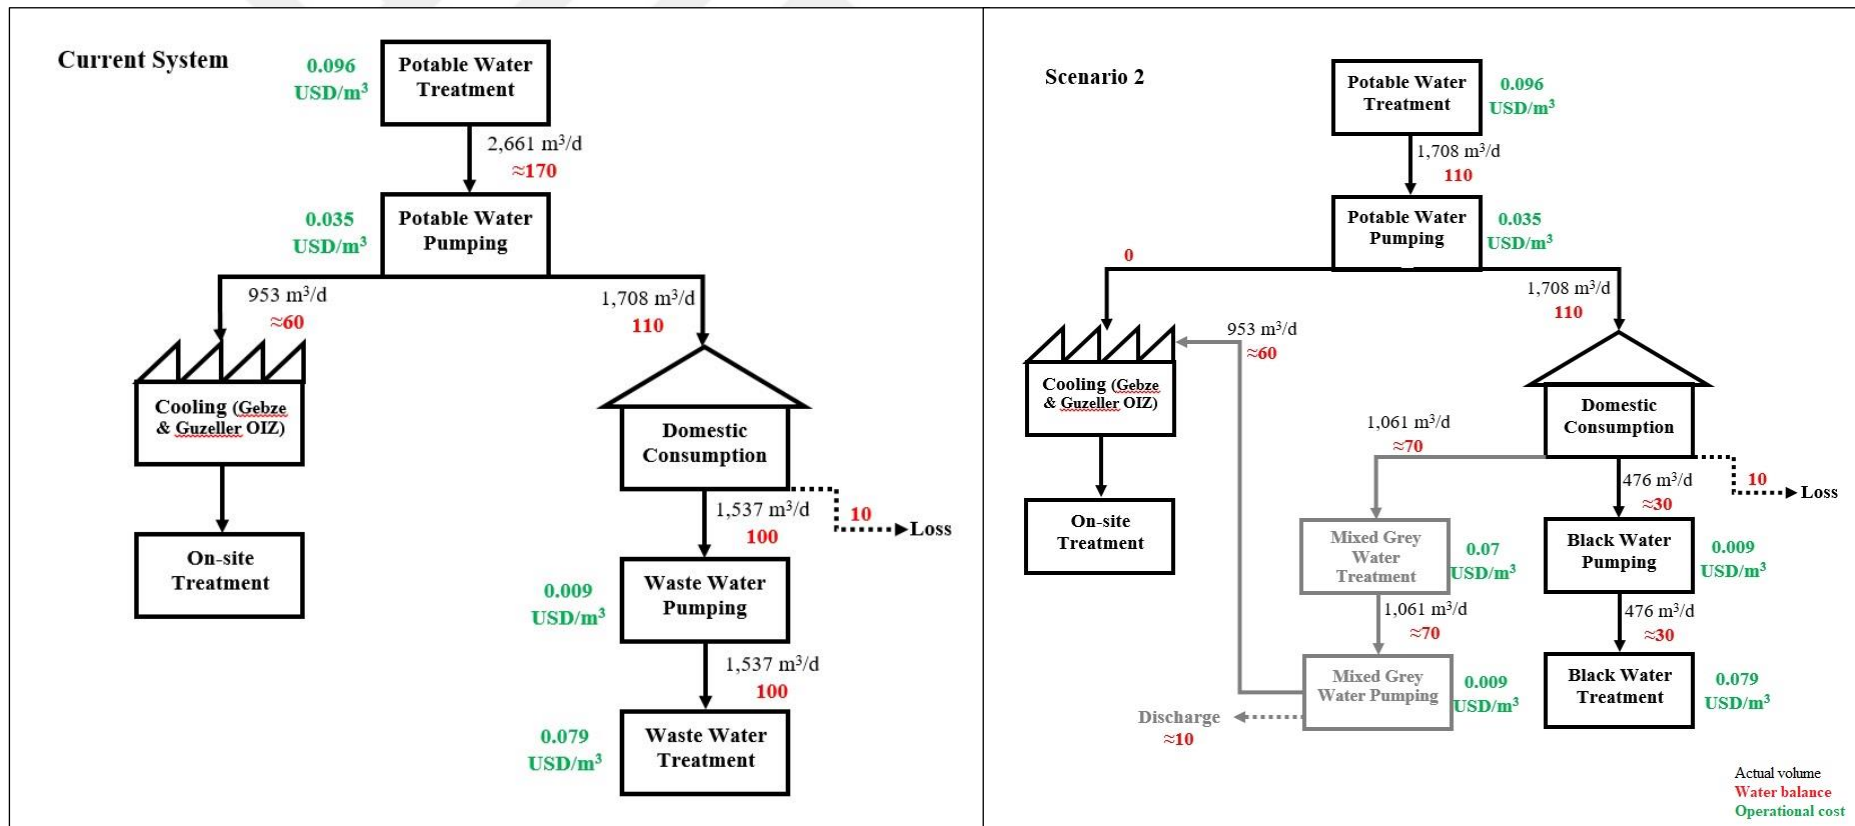 Current System
0.096
USD/m³
Potable Water
Treatment
2,661 m³/d
≈170
0.035
USD/m³
Potable Water
Pumping
953 m³/d
≈60
1,708 m³/d
110
Cooling (Gebze
& Guzeller OIZ)
Domestic
Consumption
1,537 m³/d
100
10
Loss
On-site
Treatment
0.009
USD/m³
Waste Water
Pumping
1,537 m³/d
100
0.079
USD/m³
Waste Water
Treatment
Scenario 2
Potable Water
Treatment
0.096
USD/m³
1,708 m³/d
110
Potable Water
Pumping
0.035
USD/m³
0
1,708 m³/d
110
953 m³/d
≈60
Cooling (Gebze
& Guzeller OIZ)
Domestic
Consumption
1,061 m³/d
≈70
476 m³/d
≈30
10
Loss
On-site
Treatment
Mixed Grey
Water
Treatment
0.07
USD/m³
Black Water
Pumping
0.009
USD/m³
1,061 m³/d
≈70
476 m³/d
≈30
Mixed Grey
Water Pumping
0.009
USD/m³
Black Water
Treatment
0.079
USD/m³
Discharge
≈10
Actual volume
Water balance
Operational cost